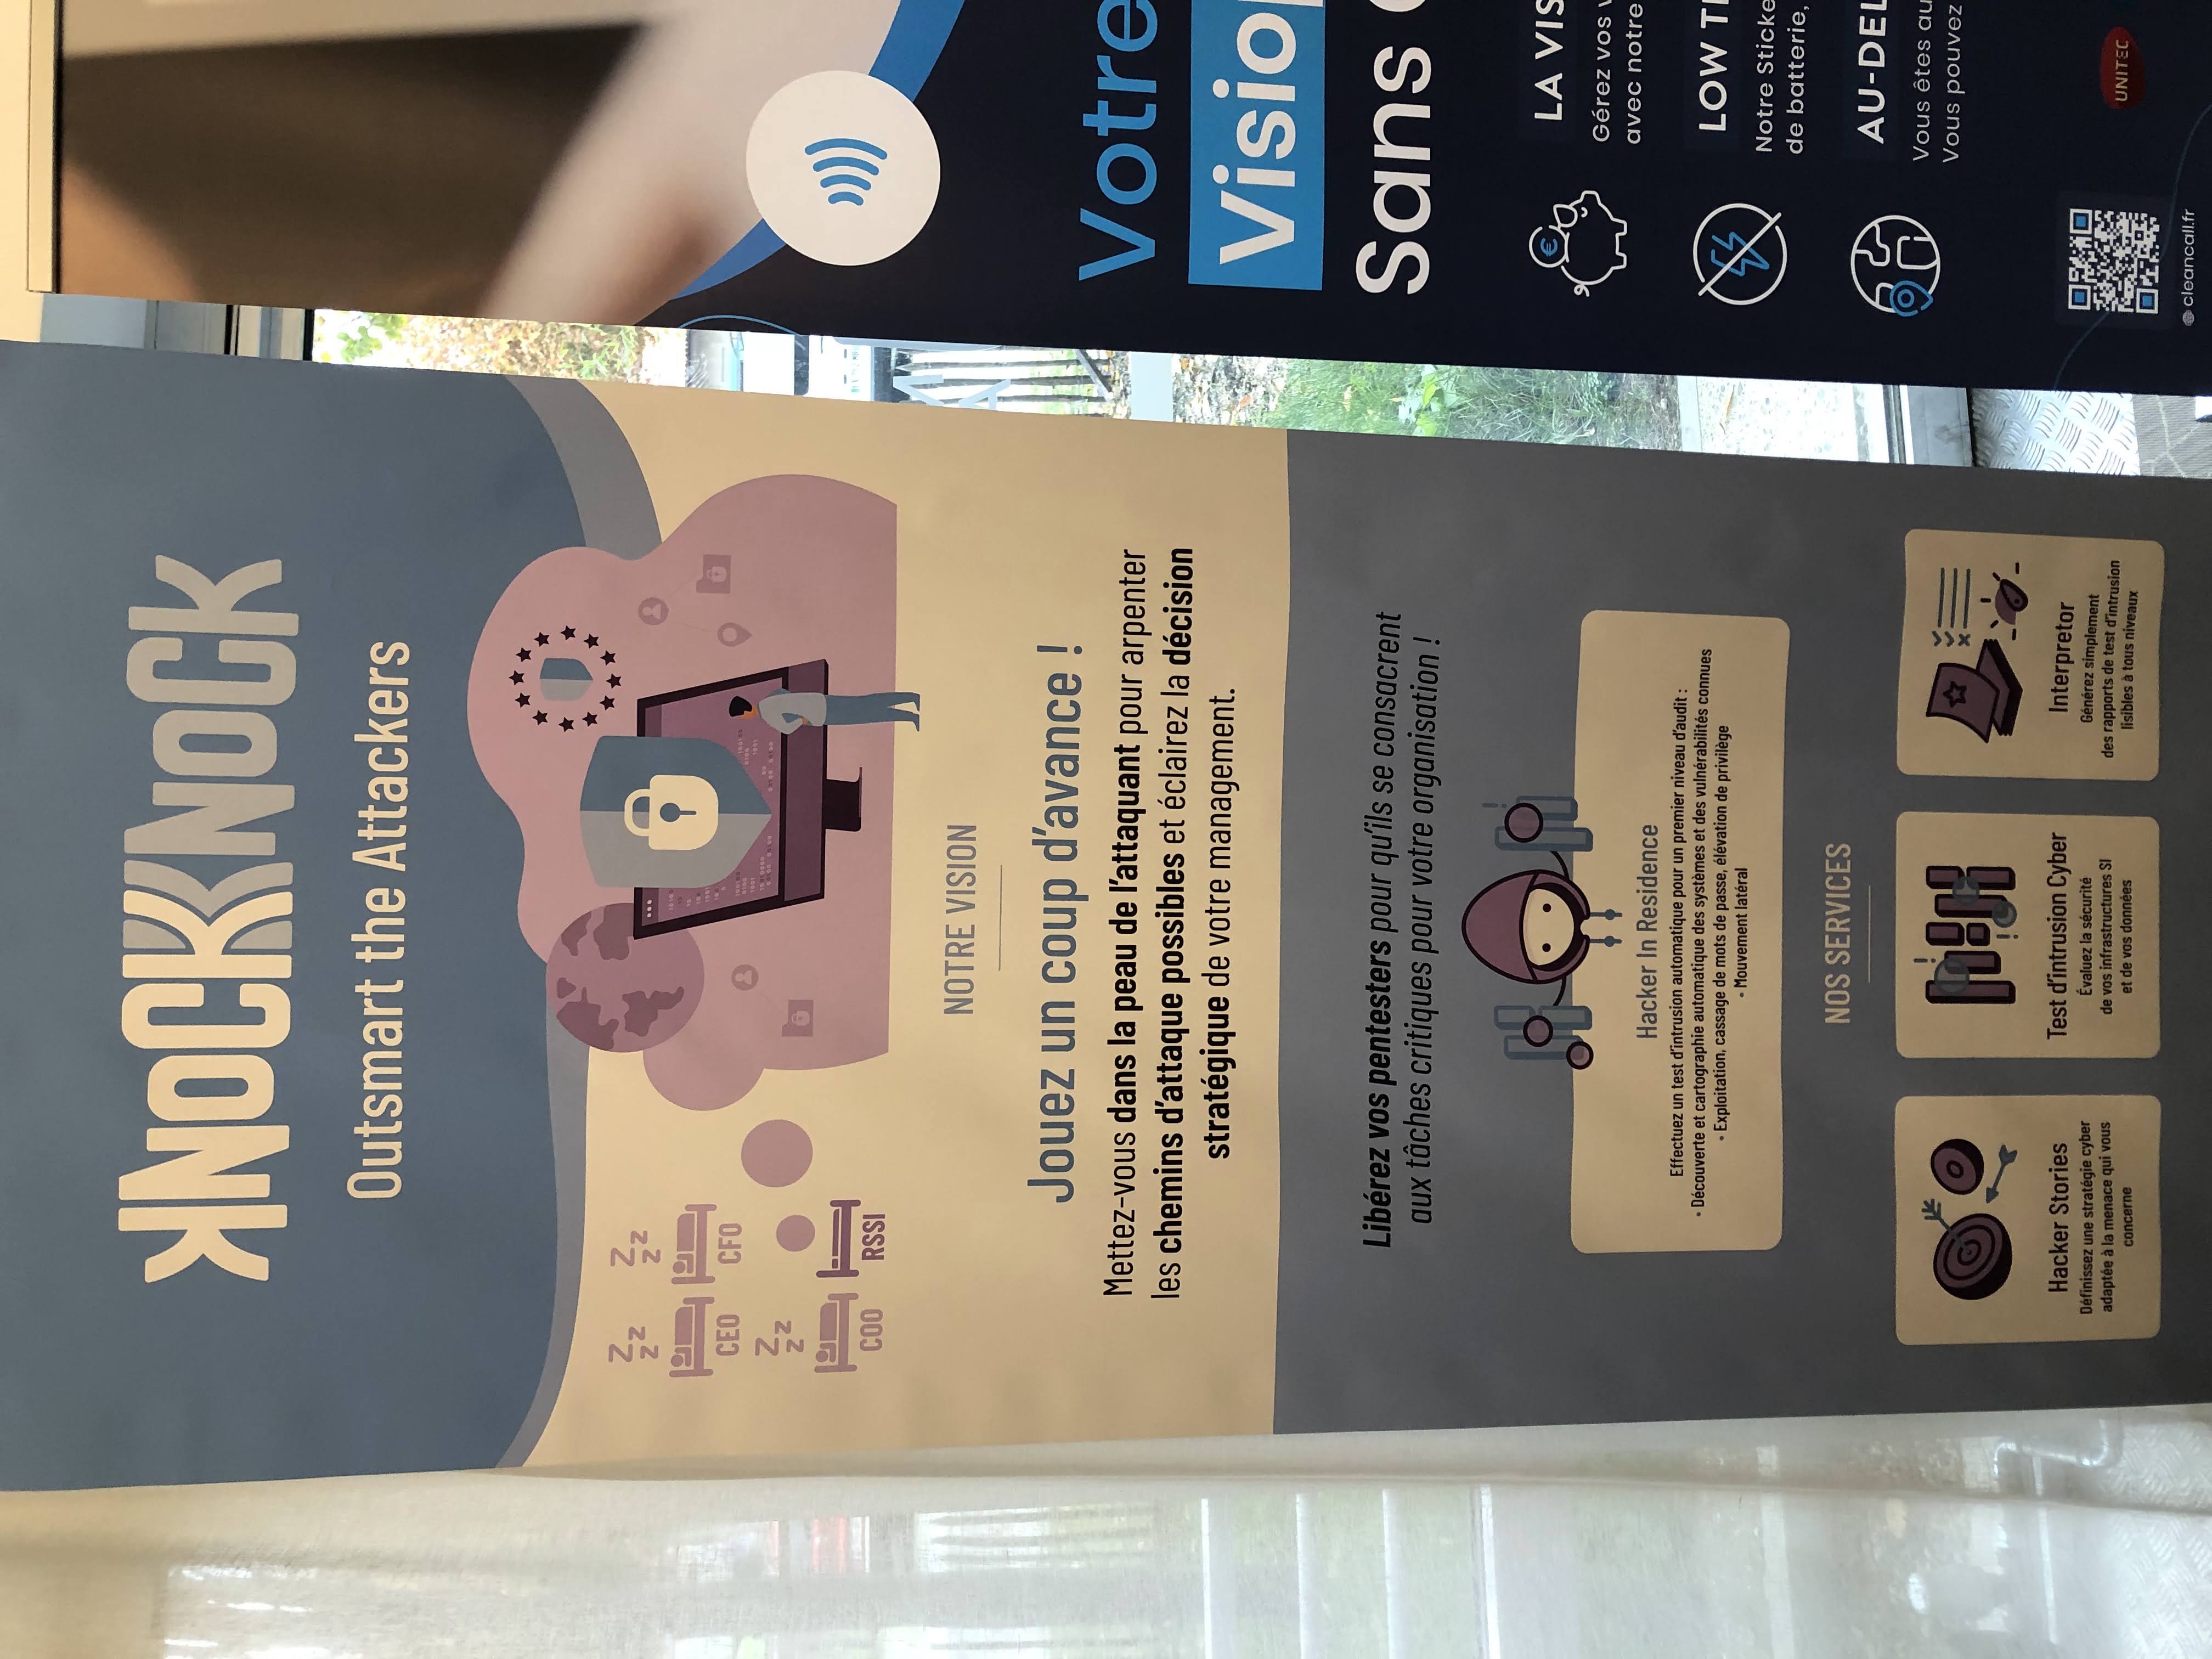 KNOCK KNOCK
Outsmart the Attackers
Z z z
Z z z
CEO
CFO
Z z z
COO
RSSI
NOTRE VISION
Jouez un coup d'avance !
Mettez-vous dans la peau de l'attaquant pour arpenter
les chemins d'attaque possibles et éclairez la décision
stratégique de votre management.
Libérez vos pentesters pour qu'ils se consacrent
aux tâches critiques pour votre organisation !
Hacker In Residence
Effectuez un test d'intrusion automatique pour un premier niveau d'audit :
• Découverte et cartographie automatique des systèmes et des vulnérabilités connues
• Exploitation, cassage de mots de passe, élévation de privilège
• Mouvement latéral
NOS SERVICES
Hacker Stories
Définissez une stratégie cyber
adaptée à la menace qui vous
concerne
Test d'intrusion Cyber
Évaluez la sécurité
de vos infrastructures SI
et de vos données
Interpretor
Générez simplement
des rapports de test d'intrusion
lisibles à tous niveaux
Votre
Sans
LA
Gérez vos
avec notre
LOW
Notre
de batterie,
Vous êtes
Vous pouvez
UNITEC
cleancall.fr